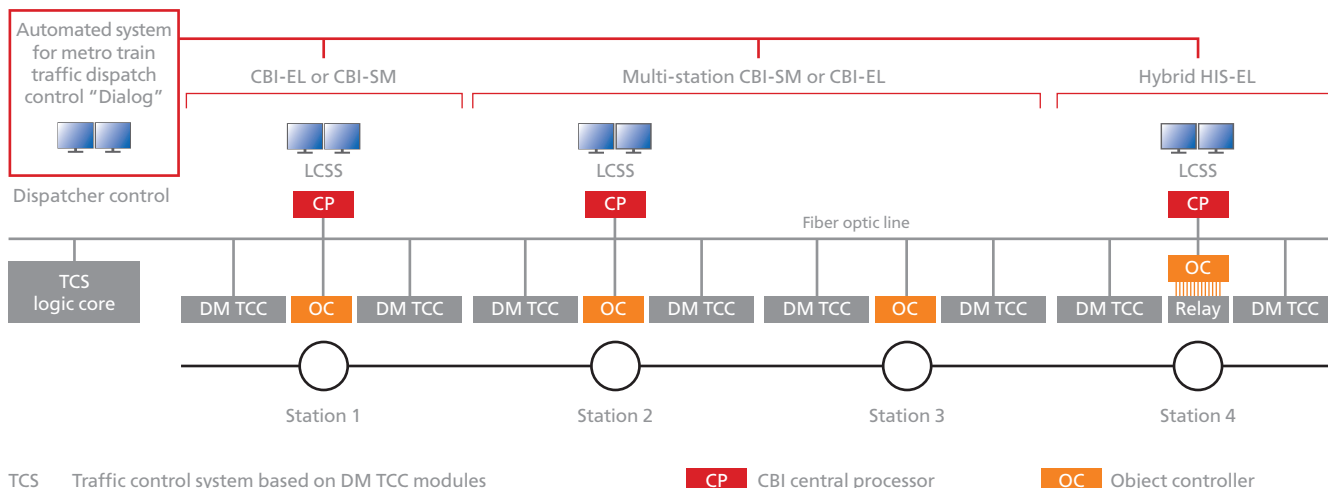 Automated system
for metro train
traffic dispatch
control “Dialog”
Dispatcher control
CBI-EL or CBI-SM
Multi-station CBI-SM or CBI-EL
Hybrid HIS-EL
LCSS
LCSS
LCSS
CP
CP
CP
Fiber optic line
TCS
logic core
OC
DM TCC
OC
DM TCC
DM TCC
OC
DM TCC
DM TCC
OC
DM TCC
DM TCC
Relay
DM TCC
Station 1
Station 2
Station 3
Station 4
TCS Traffic control system based on DM TCC modules
CP CBI central processor
OC Object controller